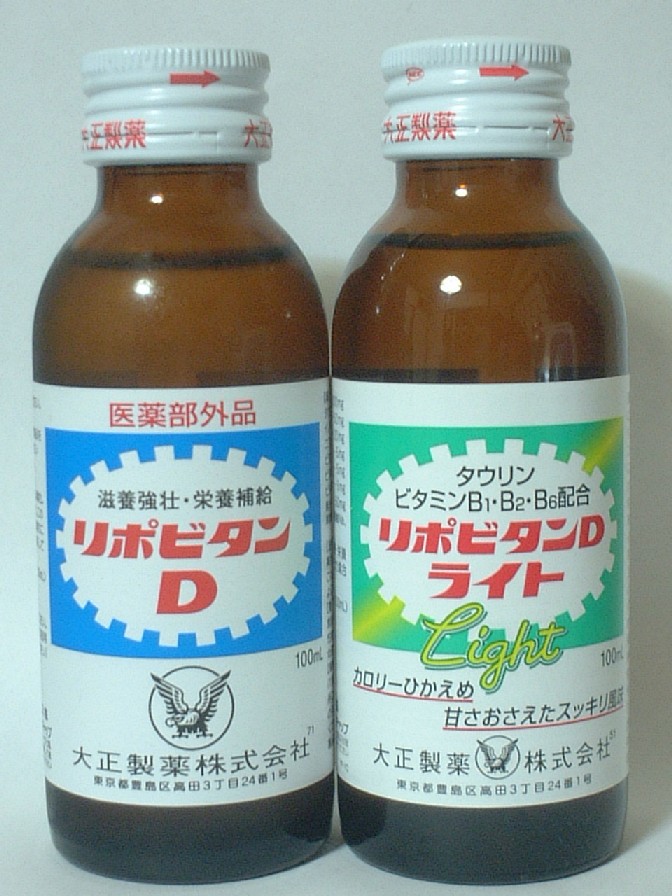 大正製薬
大正
医薬部外品
滋養強壮・栄養補給
リポビタン
D
100mL
大正製薬株式会社
71
東京都豊島区高田3丁目24番1号
大正製薬
タウリン
ビタミンB1・B2・B6配合
リポビタンD
ライト
Light
100mL
カロリーひかえめ
甘さおさえたスッキリ風味
大正製薬 株式会社
51
東京都豊島区高田3丁目24番1号